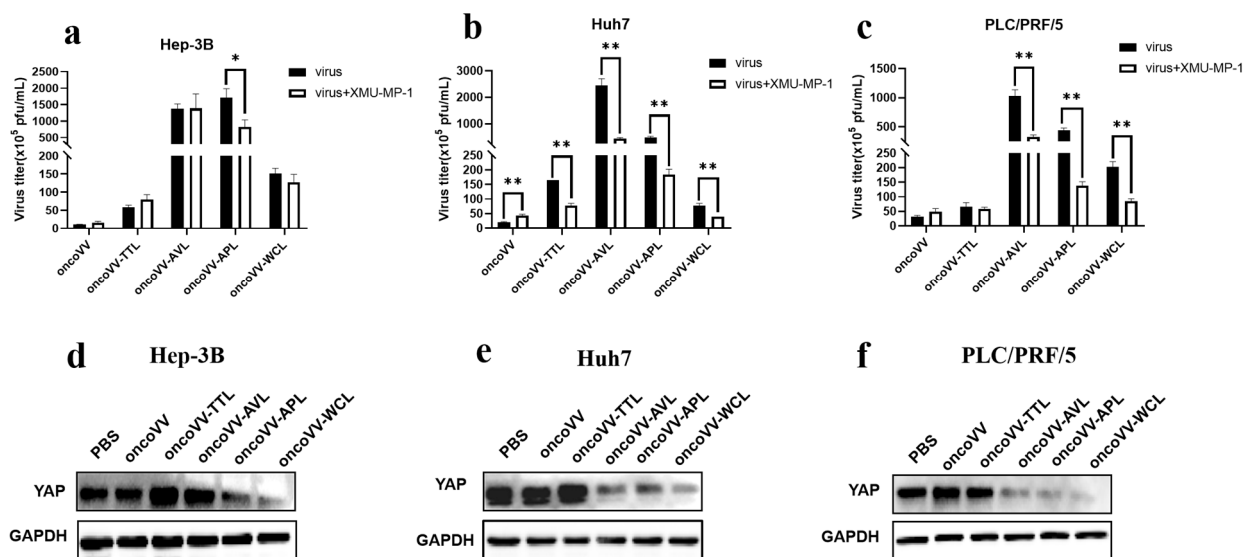 a
Hep-3B
virus
virus+XMU-MP-1
Virus titer(x10⁵ pfu/mL)
2500
2000
1500
1000
500
200
150
100
50
0
*
oncoVV
oncoVV-TTL
oncoVV-AVL
oncoVV-APL
oncoVV-WCL
b
Huh7
virus
virus+XMU-MP-1
Virus titer(x10⁵ pfu/mL)
3000
2000
1000
250
200
150
100
50
0
**
**
**
**
**
oncoVV
oncoVV-TTL
oncoVV-AVL
oncoVV-APL
oncoVV-WCL
c
PLC/PRF/5
virus
virus+XMU-MP-1
Virus titer(x10⁵ pfu/mL)
1500
1000
500
250
200
150
100
50
0
**
**
**
oncoVV
oncoVV-TTL
oncoVV-AVL
oncoVV-APL
oncoVV-WCL
d
Hep-3B
PBS
oncoVV
oncoVV-TTL
oncoVV-AVL
oncoVV-APL
oncoVV-WCL
YAP
GAPDH
e
Huh7
PBS
oncoVV
oncoVV-TTL
oncoVV-AVL
oncoVV-APL
oncoVV-WCL
YAP
GAPDH
f
PLC/PRF/5
PBS
oncoVV
oncoVV-TTL
oncoVV-AVL
oncoVV-APL
oncoVV-WCL
YAP
GAPDH